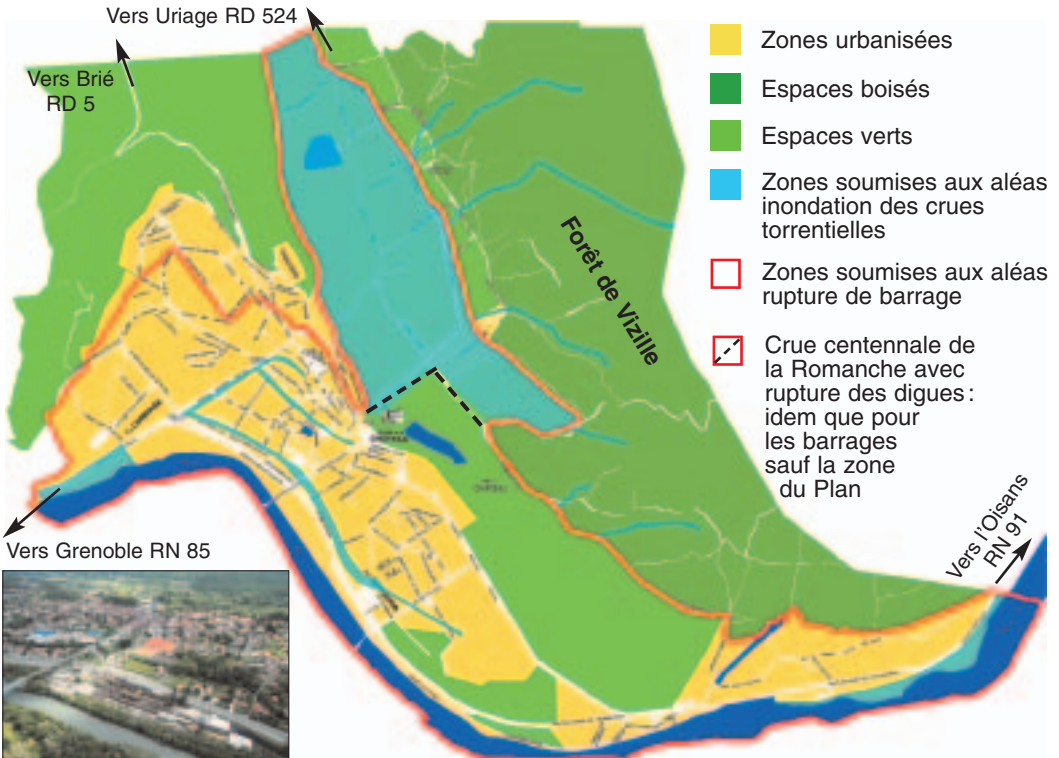 Vers Uriage RD 524
Vers Brié
RD 5
Forêt de Vizille
Vers l'Oisans
RN 91
Vers Grenoble RN 85
Zones urbanisées
Espaces boisés
Espaces verts
Zones soumises aux aléas
inondation des crues
torrentielles
Zones soumises aux aléas
rupture de barrage
Crue centennale de
la Romanche avec
rupture des digues :
idem que pour
les barrages
sauf la zone
du Plan